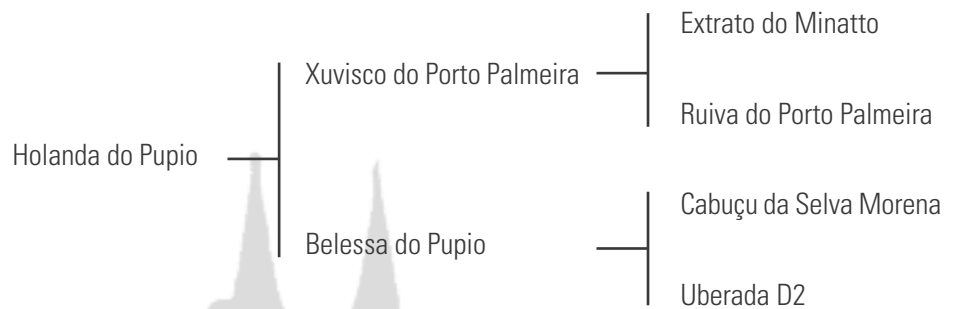 Extrato do Minatto
Xuvisco do Porto Palmeira
Ruiva do Porto Palmeira
Holanda do Pupio
Cabuçu da Selva Morena
Belessa do Pupio
Uberada D2